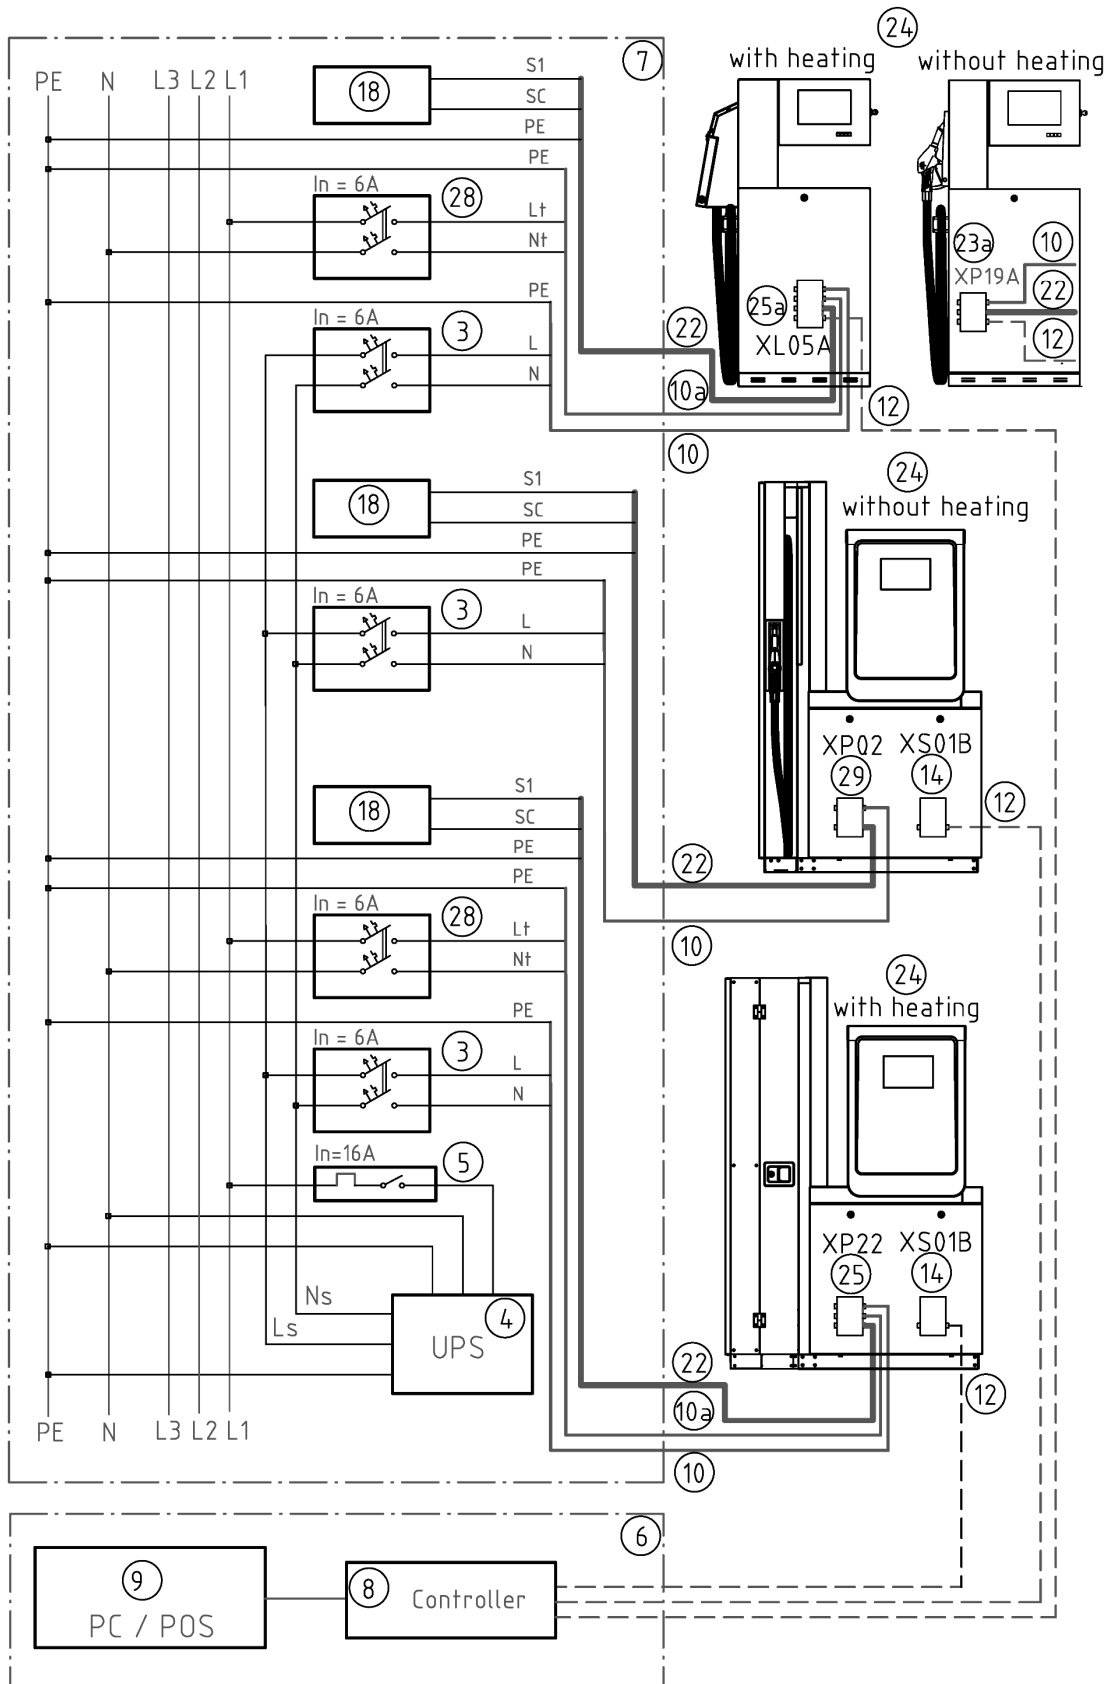 24
7
with heating
without heating
PE N L3 L2 L1
18
S1
SC
PE
PE
In = 6A
28
Lt
Nt
PE
In = 6A
3
L
N
23a
10
XP19A
22
12
25a
XL05A
22
10a
12
10
18
S1
SC
PE
PE
In = 6A
3
L
N
24
without heating
XP02 XS01B
29 14
12
22
10
18
S1
SC
PE
PE
In = 6A
28
Lt
Nt
PE
In = 6A
3
L
N
In=16A
5
24
with heating
XP22 XS01B
25 14
Ns
Ls
4
UPS
22
10a
12
10
PE N L3 L2 L1
6
9
PC / POS
8
Controller